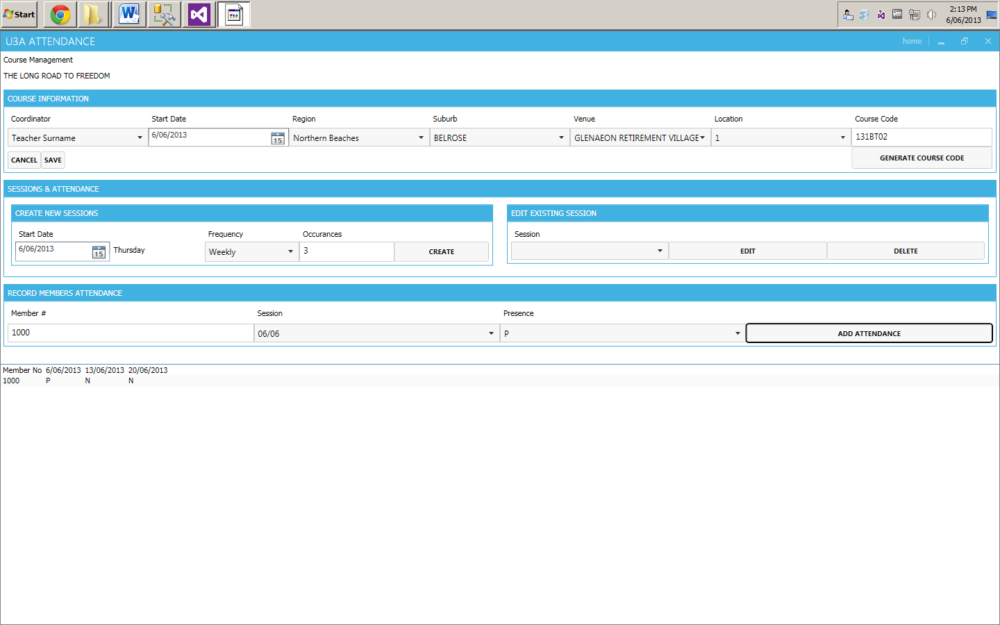 Start
2:13 PM
6/06/2013
U3A ATTENDANCE
home
Course Management
THE LONG ROAD TO FREEDOM
COURSE INFORMATION
Coordinator Start Date Region Suburb Venue Location Course Code
Teacher Surname 6/06/2013 15 Northern Beaches BELROSE GLENAEON RETIREMENT VILLAGE 1 131BT02
CANCEL SAVE GENERATE COURSE CODE
SESSIONS & ATTENDANCE
CREATE NEW SESSIONS
Start Date Frequency Occurances
6/06/2013 15 Thursday Weekly 3 CREATE
EDIT EXISTING SESSION
Session
EDIT DELETE
RECORD MEMBERS ATTENDANCE
Member # Session Presence
1000 06/06 P ADD ATTENDANCE
Member No 6/06/2013 13/06/2013 20/06/2013
1000 P N N